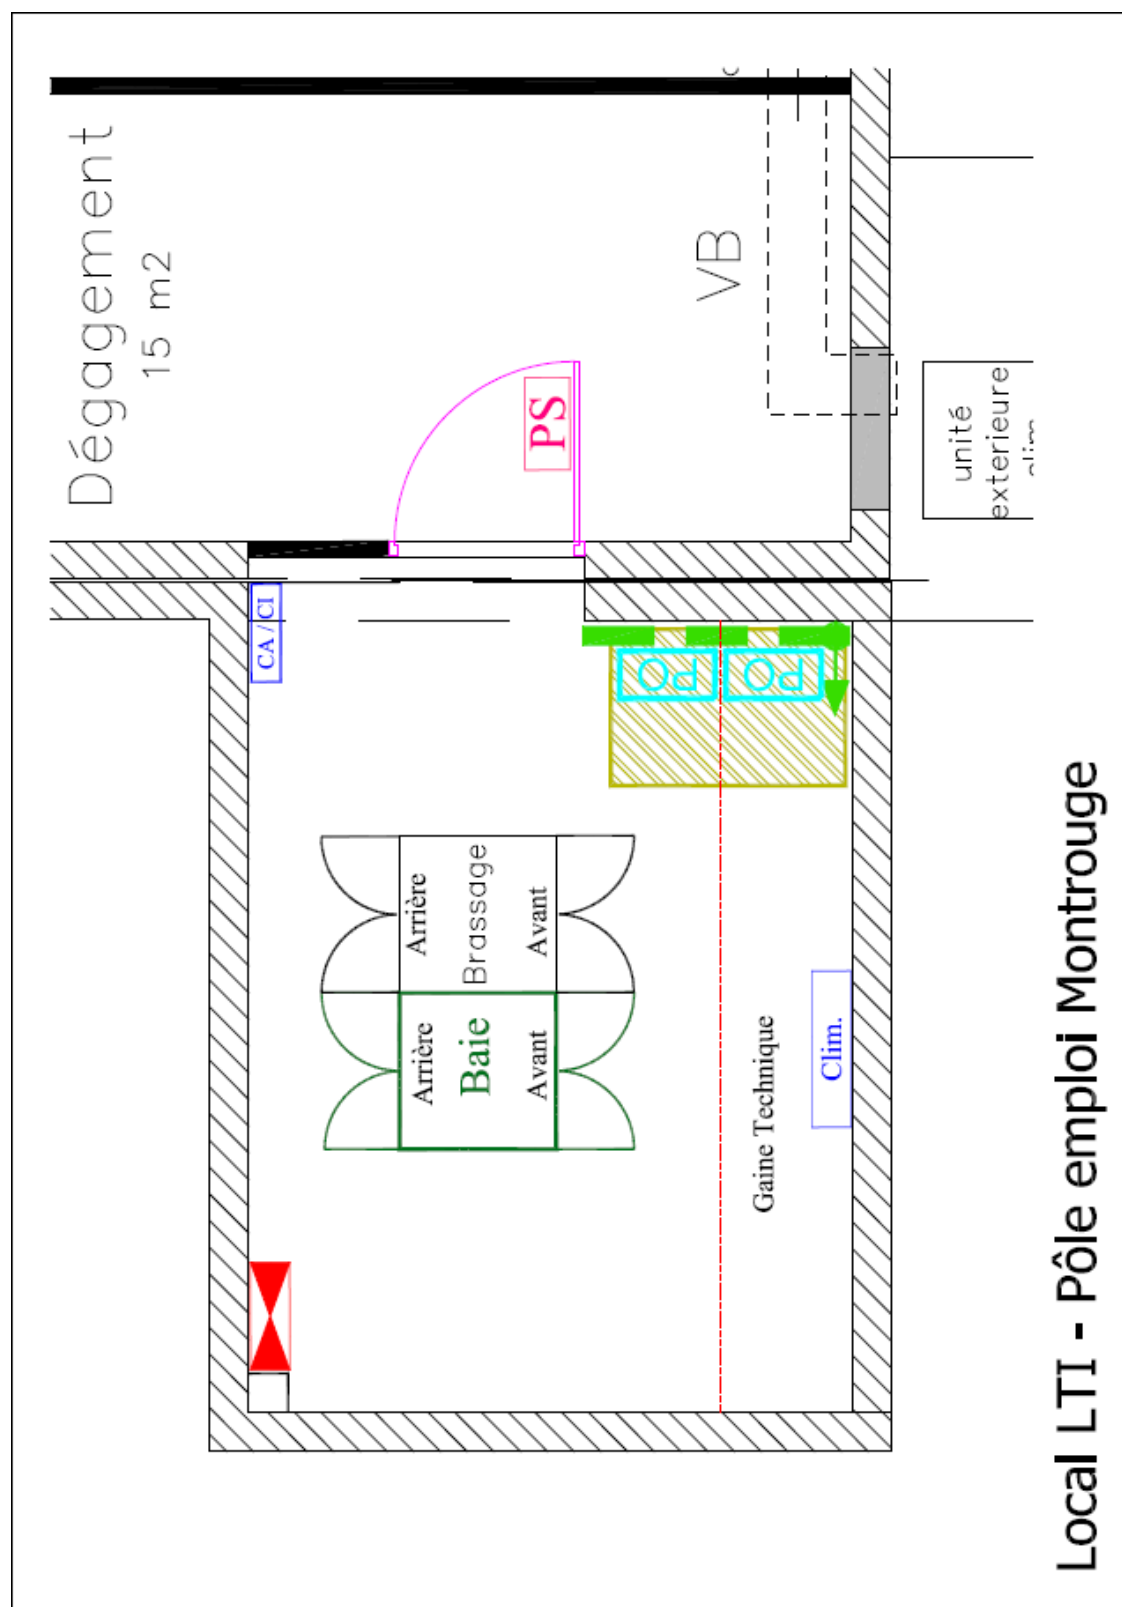 Dégagement
15 m2
VB
PS
unité
exterieure
clim
CA / CI
PO
PO
Arrière
Brassage
Avant
Arrière
Baie
Avant
Gaine Technique
Clim.
Local LTI - Pôle emploi Montrouge